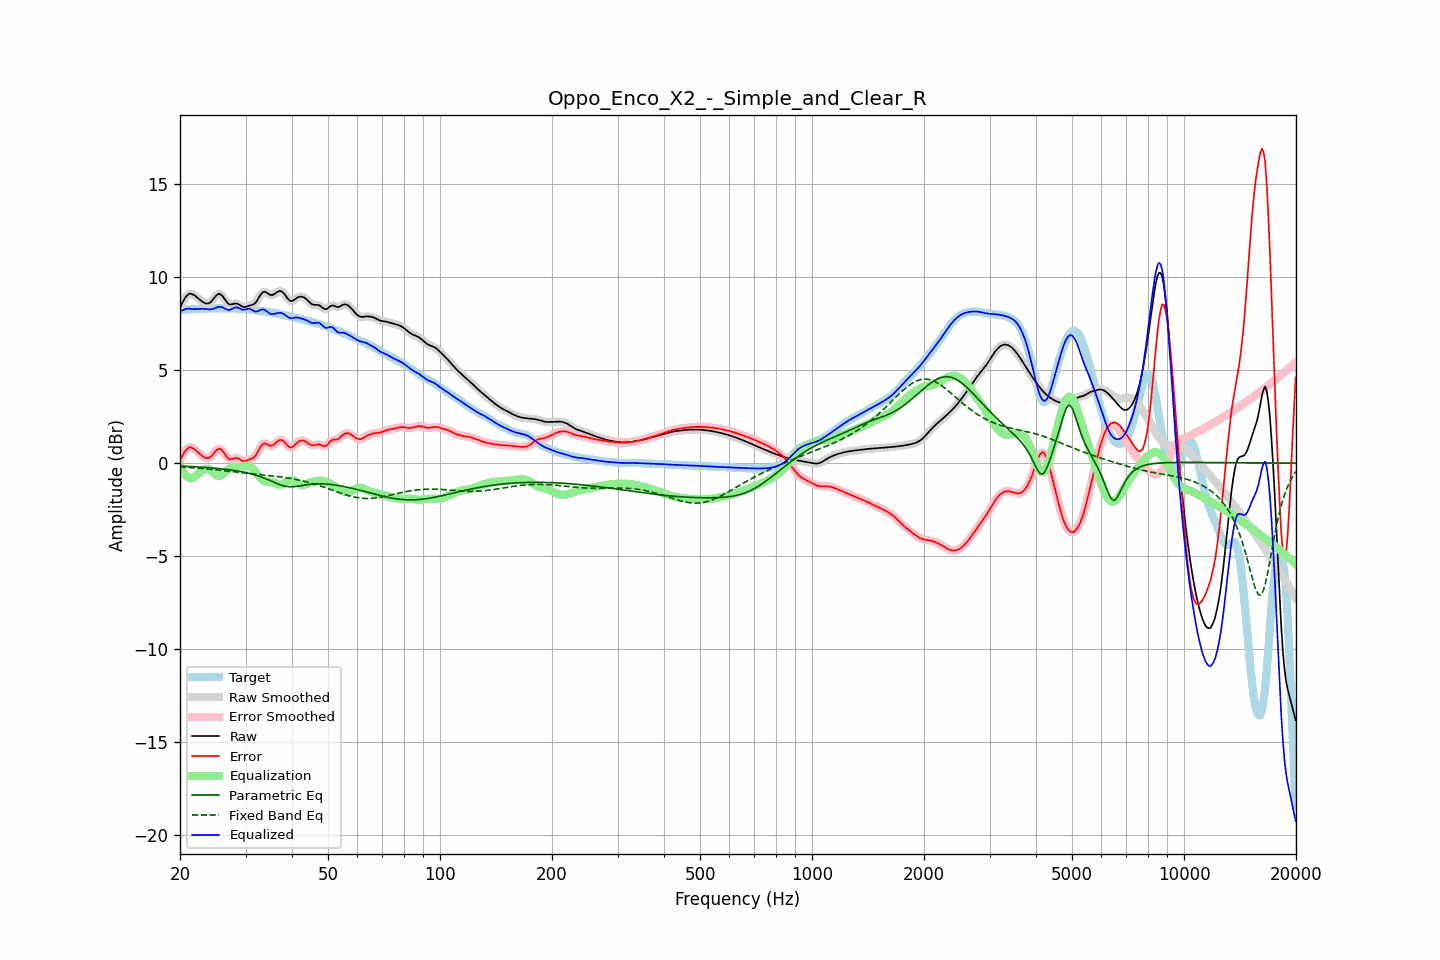 Oppo_Enco_X2_-_Simple_and_Clear_R
Amplitude (dBr)
15
10
5
0
−5
−10
−15
−20
Target
Raw Smoothed
Error Smoothed
Raw
Error
Equalization
Parametric Eq
Fixed Band Eq
Equalized
20 50 100 200 500 1000 2000 5000 10000 20000
Frequency (Hz)